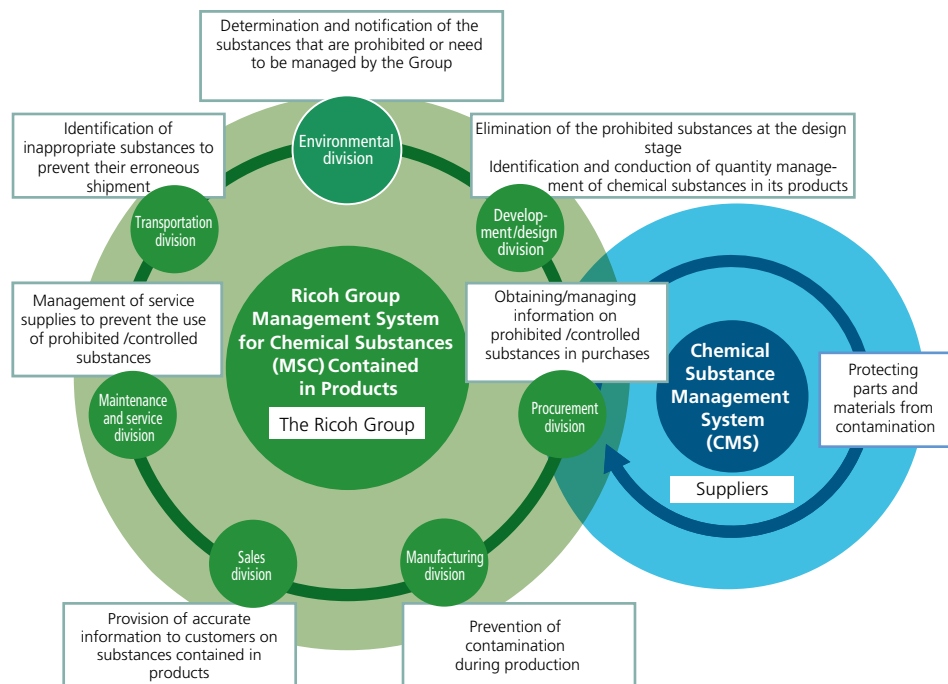 Determination and notification of the
substances that are prohibited or need
to be managed by the Group
Identification of
inappropriate substances to
prevent their erroneous
shipment
Environmental
division
Elimination of the prohibited substances at the design
stage
Identification and conduction of quantity manage-
ment of chemical substances in its products
Transportation
division
Develop-
ment/design
division
Management of service
supplies to prevent the use
of prohibited /controlled
substances
Ricoh Group
Management System
for Chemical Substances
(MSC) Contained
in Products
The Ricoh Group
Obtaining/managing
information on
prohibited /controlled
substances in purchases
Chemical
Substance
Management
System
(CMS)
Suppliers
Protecting
parts and
materials from
contamination
Maintenance
and service
division
Procurement
division
Sales
division
Manufacturing
division
Provision of accurate
information to customers on
substances contained in
products
Prevention of
contamination
during production